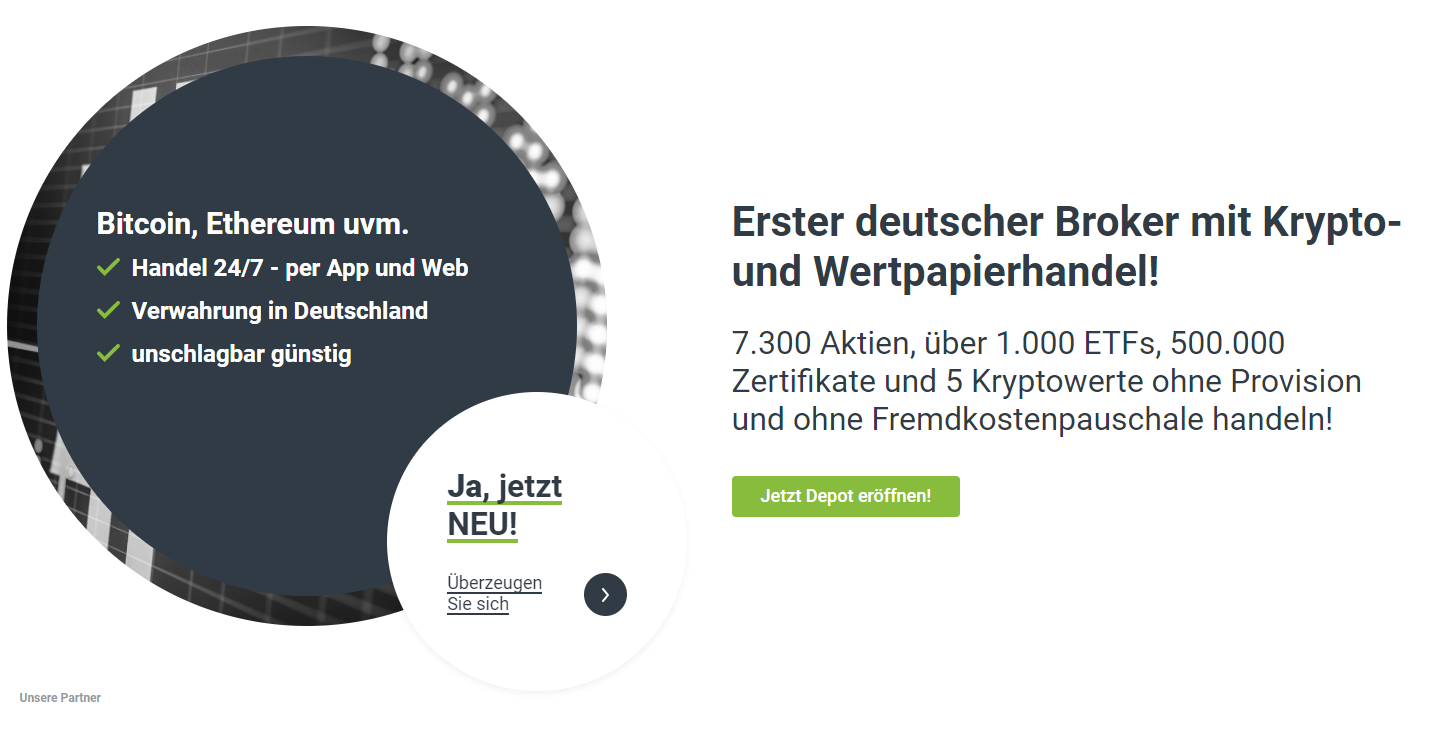 Bitcoin, Ethereum uvm.
Handel 24/7 - per App und Web
Verwahrung in Deutschland
unschlagbar günstig
Ja, jetzt
NEU!
Überzeugen
Sie sich
Erster deutscher Broker mit Krypto-
und Wertpapierhandel!
7.300 Aktien, über 1.000 ETFs, 500.000
Zertifikate und 5 Kryptowerte ohne Provision
und ohne Fremdkostenpauschale handeln!
Jetzt Depot eröffnen!
Unsere Partner